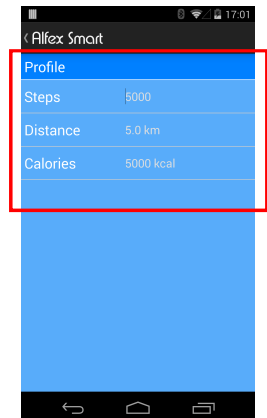 17:01
Alfex Smart
Profile
Steps 5000
Distance 5.0 km
Calories 5000 kcal